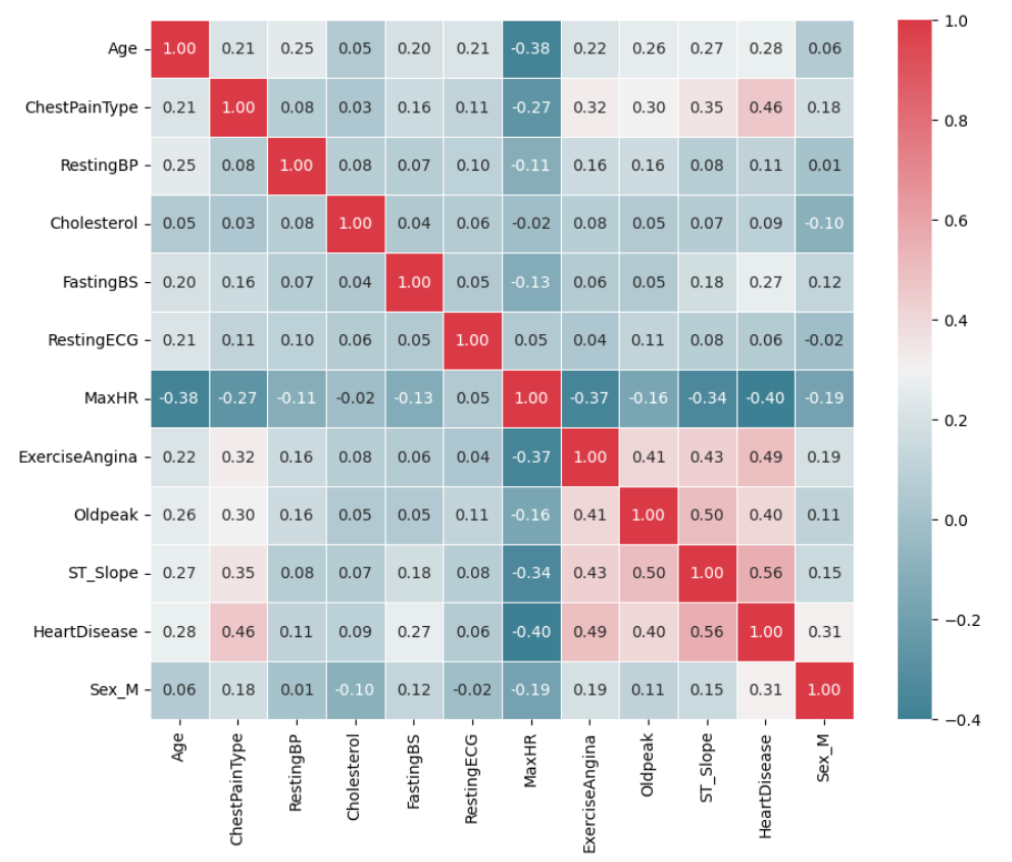 Age 1.00 0.21 0.25 0.05 0.20 0.21 -0.38 0.22 0.26 0.27 0.28 0.06
ChestPainType 0.21 1.00 0.08 0.03 0.16 0.11 -0.27 0.32 0.30 0.35 0.46 0.18
RestingBP 0.25 0.08 1.00 0.08 0.07 0.10 -0.11 0.16 0.16 0.08 0.11 0.01
Cholesterol 0.05 0.03 0.08 1.00 0.04 0.06 -0.02 0.08 0.05 0.07 0.09 -0.10
FastingBS 0.20 0.16 0.07 0.04 1.00 0.05 -0.13 0.06 0.05 0.18 0.27 0.12
RestingECG 0.21 0.11 0.10 0.06 0.05 1.00 0.05 0.04 0.11 0.08 0.06 -0.02
MaxHR -0.38 -0.27 -0.11 -0.02 -0.13 0.05 1.00 -0.37 -0.16 -0.34 -0.40 -0.19
ExerciseAngina 0.22 0.32 0.16 0.08 0.06 0.04 -0.37 1.00 0.41 0.43 0.49 0.19
Oldpeak 0.26 0.30 0.16 0.05 0.05 0.11 -0.16 0.41 1.00 0.50 0.40 0.11
ST_Slope 0.27 0.35 0.08 0.07 0.18 0.08 -0.34 0.43 0.50 1.00 0.56 0.15
HeartDisease 0.28 0.46 0.11 0.09 0.27 0.06 -0.40 0.49 0.40 0.56 1.00 0.31
Sex_M 0.06 0.18 0.01 -0.10 0.12 -0.02 -0.19 0.19 0.11 0.15 0.31 1.00
Age
ChestPainType
RestingBP
Cholesterol
FastingBS
RestingECG
MaxHR
ExerciseAngina
Oldpeak
ST_Slope
HeartDisease
Sex_M
1.0
0.8
0.6
0.4
0.2
0.0
−0.2
−0.4